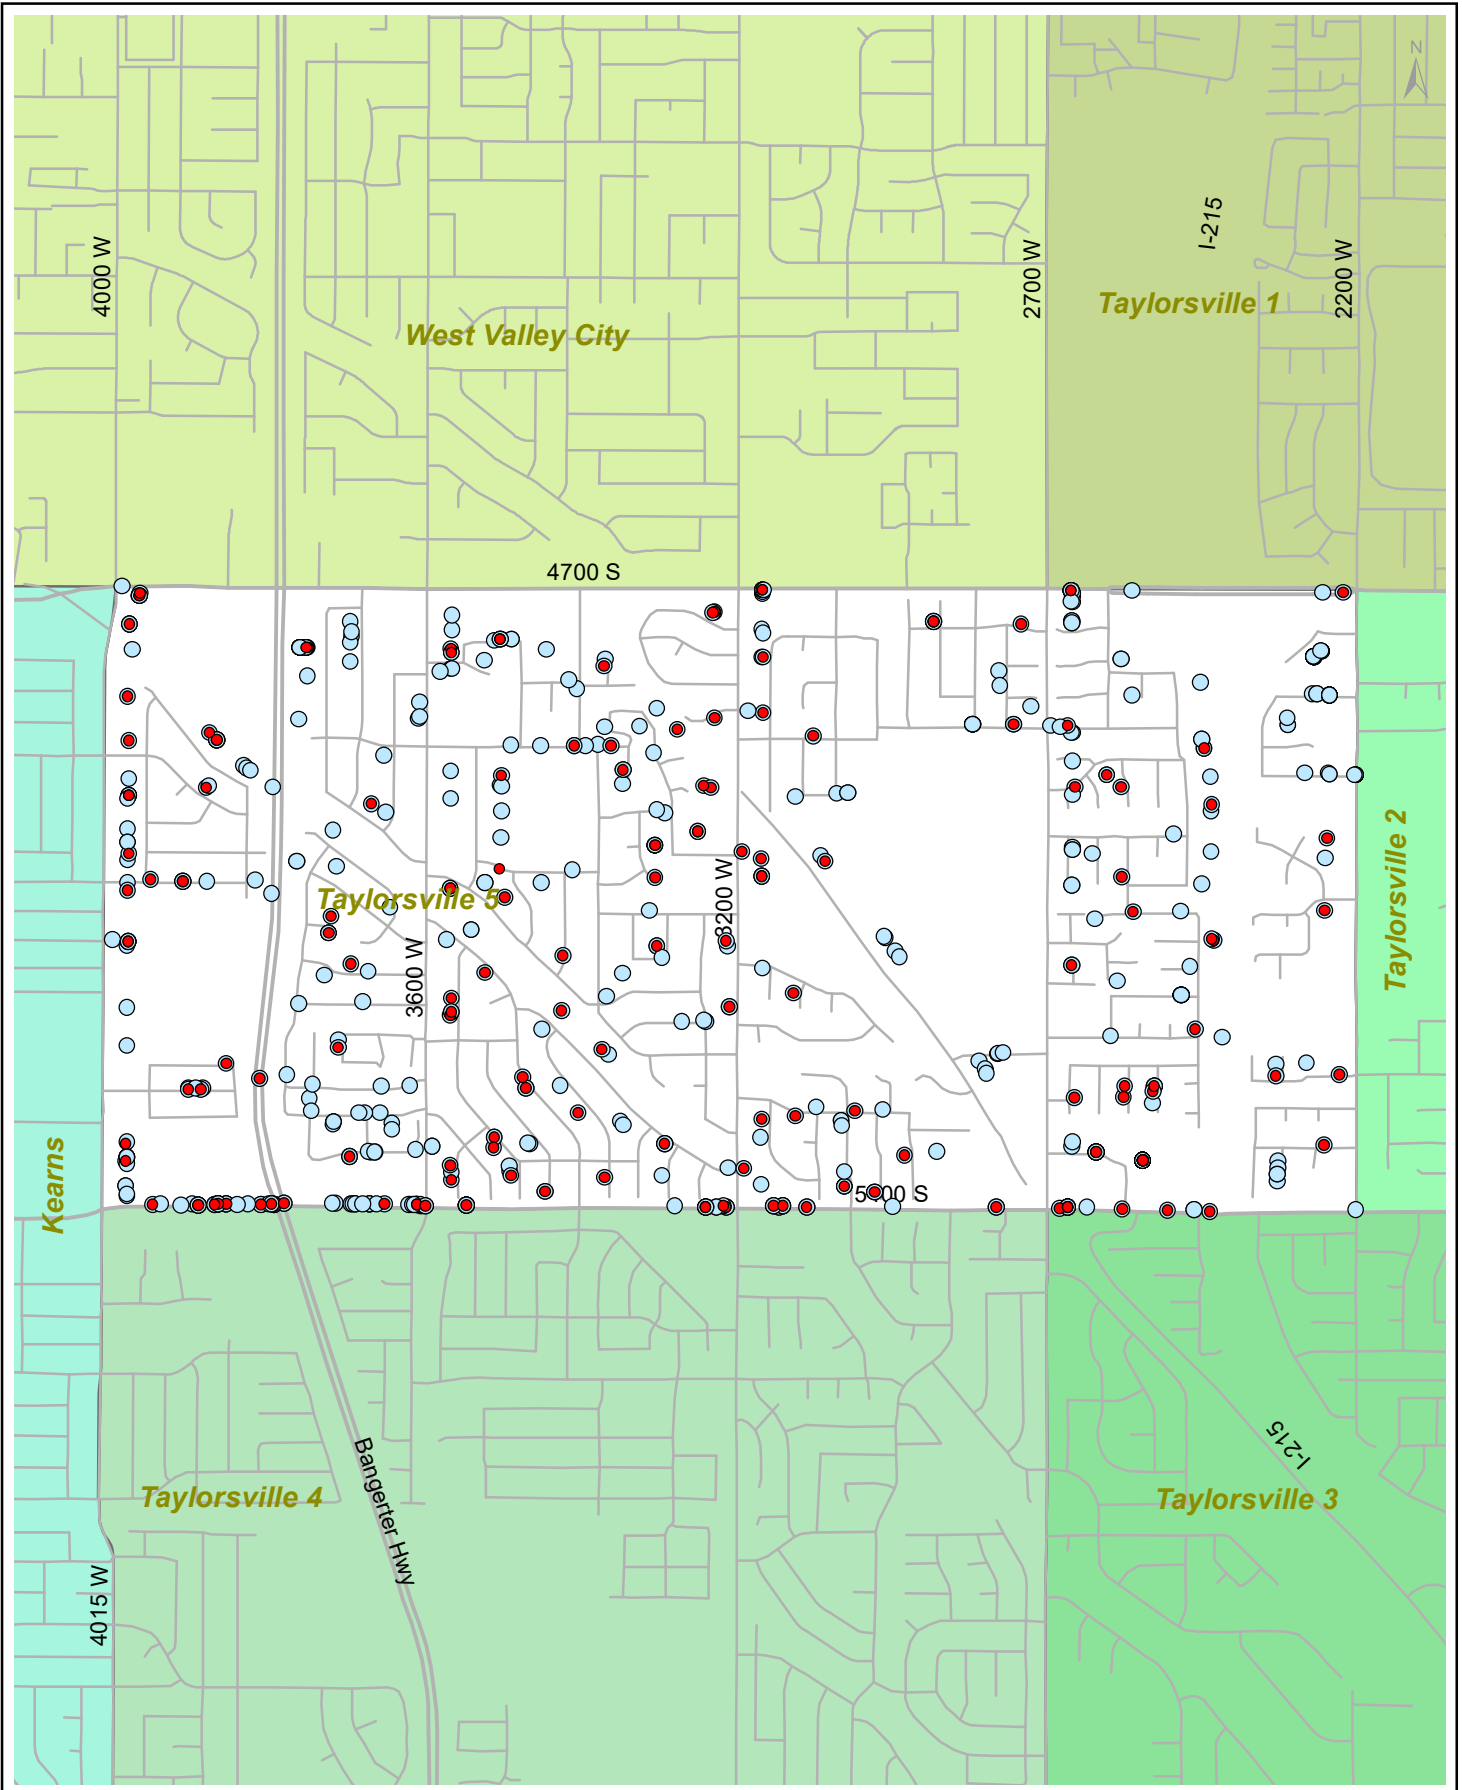 N
I-215
4000 W
2700 W
2200 W
Taylorsville 1
West Valley City
4700 S
Taylorsville 2
3200 W
Taylorsville 5
3600 W
Kearns
5400 S
I-215
Taylorsville 4
Taylorsville 3
Bangerter Hwy
4015 W